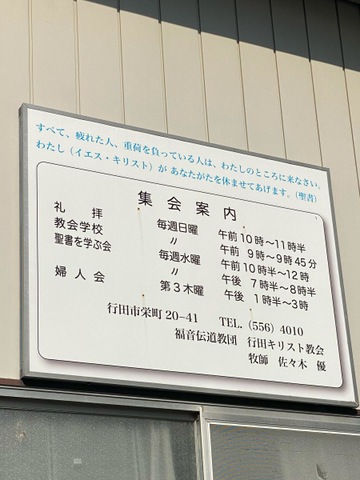 すべて、疲れた人、重荷を負っている人は、わたしのところに来なさい。
わたし(イエス・キリスト)が あなたがたを休ませてあげます。(聖書)
集会案内
礼拝 毎週日曜 午前10時〜11時半
教会学校 〃 午前9時〜9時45分
聖書を学ぶ会 毎週水曜 午前10時半〜12時
〃 午後7時半〜8時半
婦人会 第3木曜 午後1時半〜3時
行田市栄町20-41 TEL.(556)4010
福音伝道教団 行田キリスト教会
牧師 佐々木 優